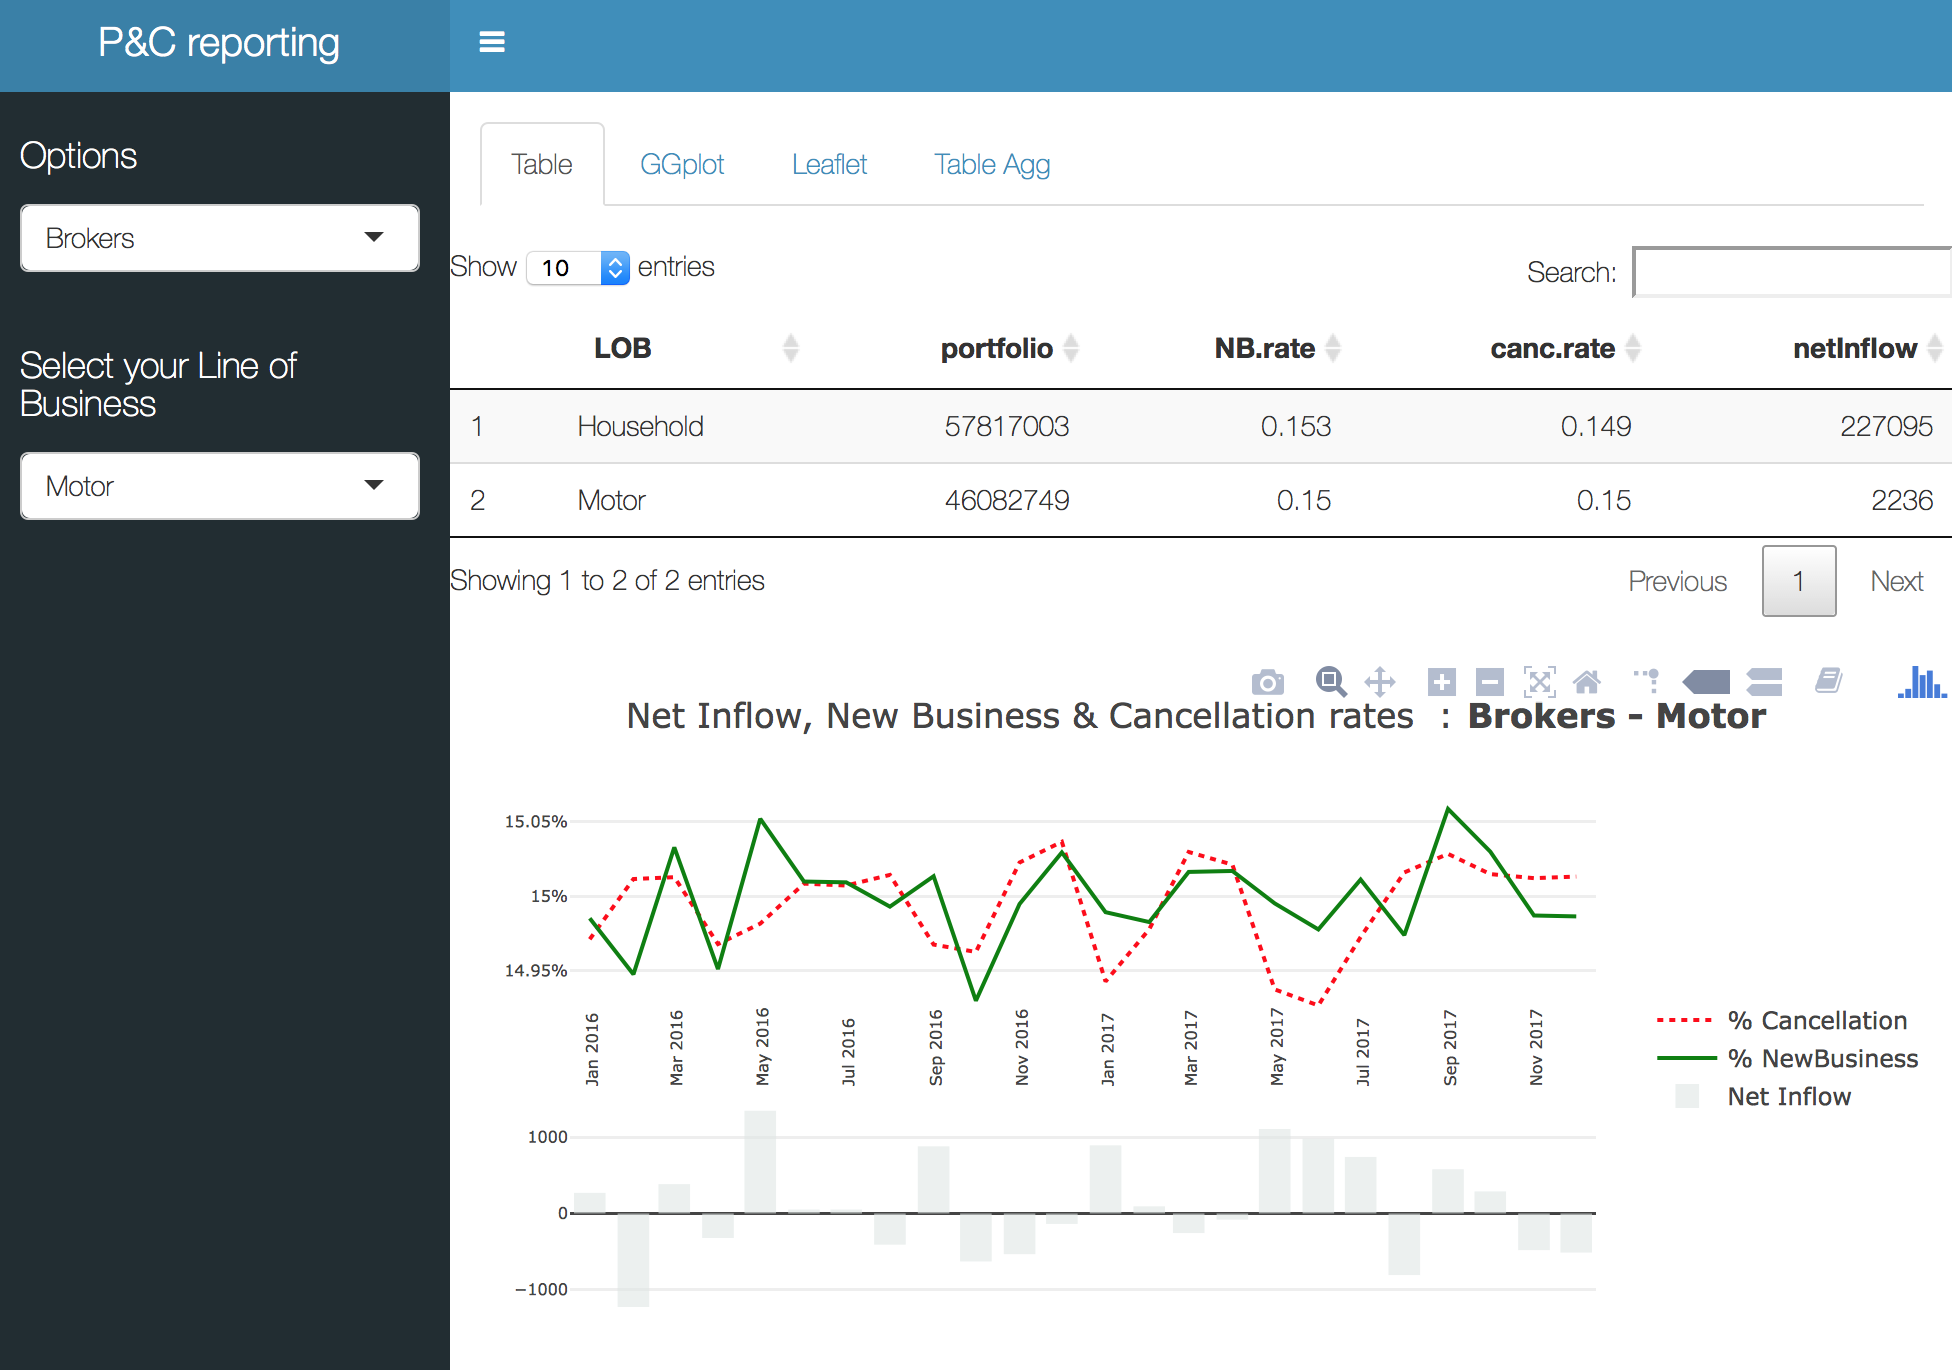 P&C reporting
Options
Brokers
Select your Line of
Business
Motor
Table GGplot Leaflet Table Agg
Show 10 entries
Search:
LOB portfolio NB.rate canc.rate netInflow
1 Household 57817003 0.153 0.149 227095
2 Motor 46082749 0.15 0.15 2236
Showing 1 to 2 of 2 entries
Previous 1 Next
Net Inflow, New Business & Cancellation rates : Brokers - Motor
15.05%
15%
14.95%
Jan 2016
Mar 2016
May 2016
Jul 2016
Sep 2016
Nov 2016
Jan 2017
Mar 2017
May 2017
Jul 2017
Sep 2017
Nov 2017
% Cancellation
% NewBusiness
Net Inflow
1000
0
−1000